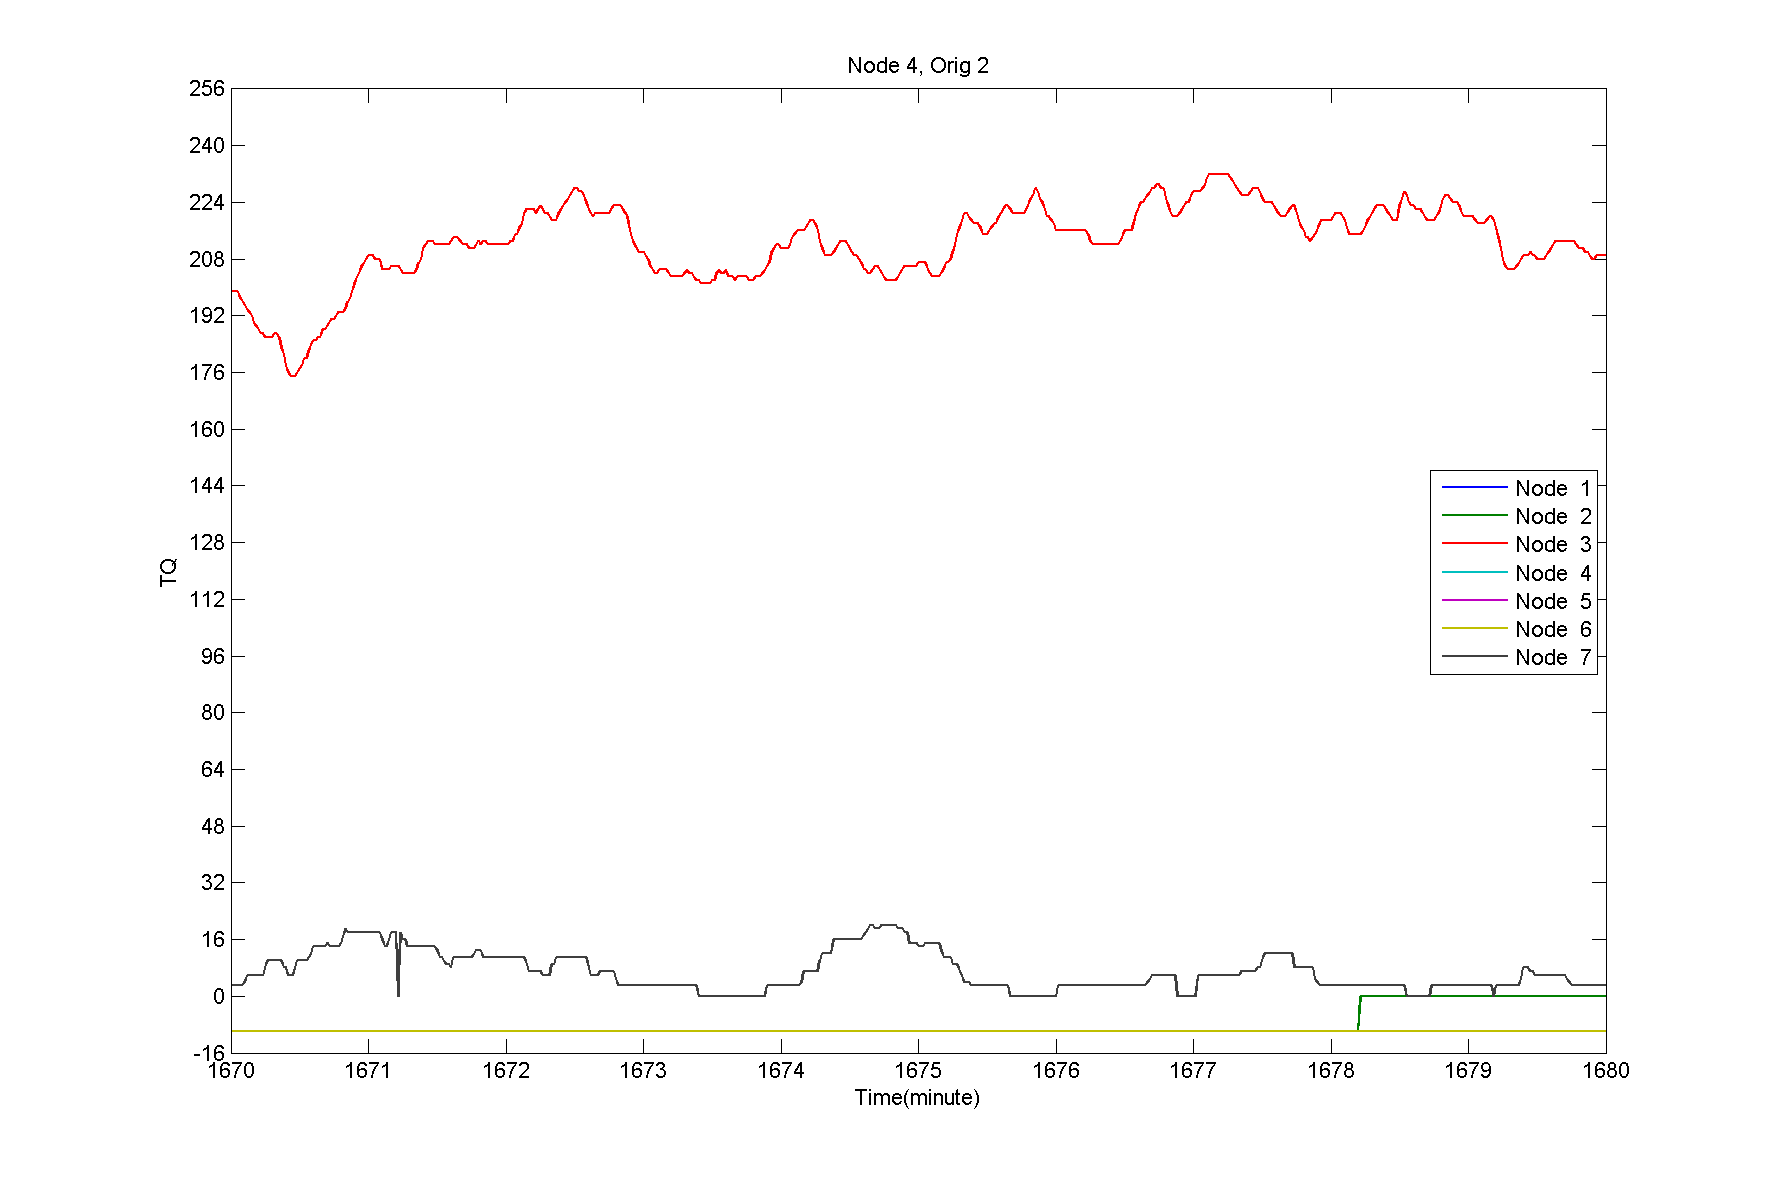 Node 4, Orig 2
256
240
224
208
192
176
160
144
128
112
96
80
64
48
32
16
0
-16
TQ
Node 1
Node 2
Node 3
Node 4
Node 5
Node 6
Node 7
1670 1671 1672 1673 1674 1675 1676 1677 1678 1679 1680
Time(minute)